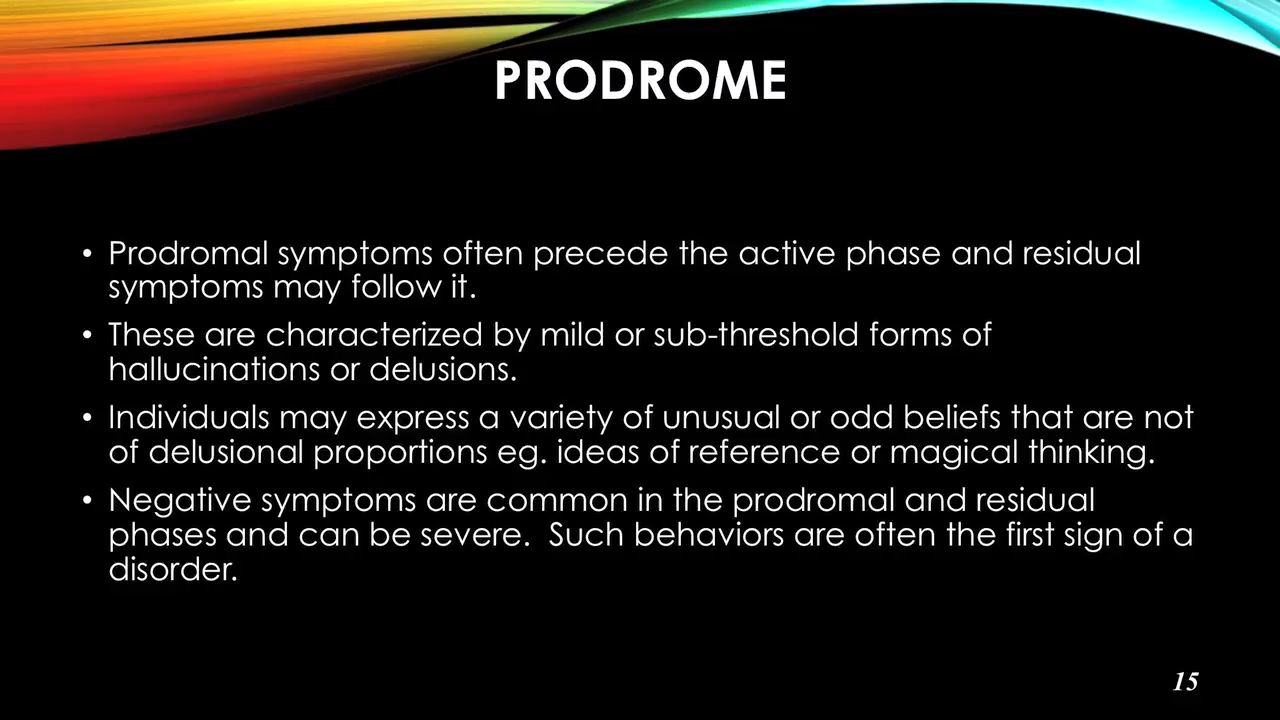 PRODROME
• Prodromal symptoms often precede the active phase and residual
symptoms may follow it.
• These are characterized by mild or sub-threshold forms of
hallucinations or delusions.
• Individuals may express a variety of unusual or odd beliefs that are not
of delusional proportions eg. ideas of reference or magical thinking.
• Negative symptoms are common in the prodromal and residual
phases and can be severe.  Such behaviors are often the first sign of a
disorder.
15